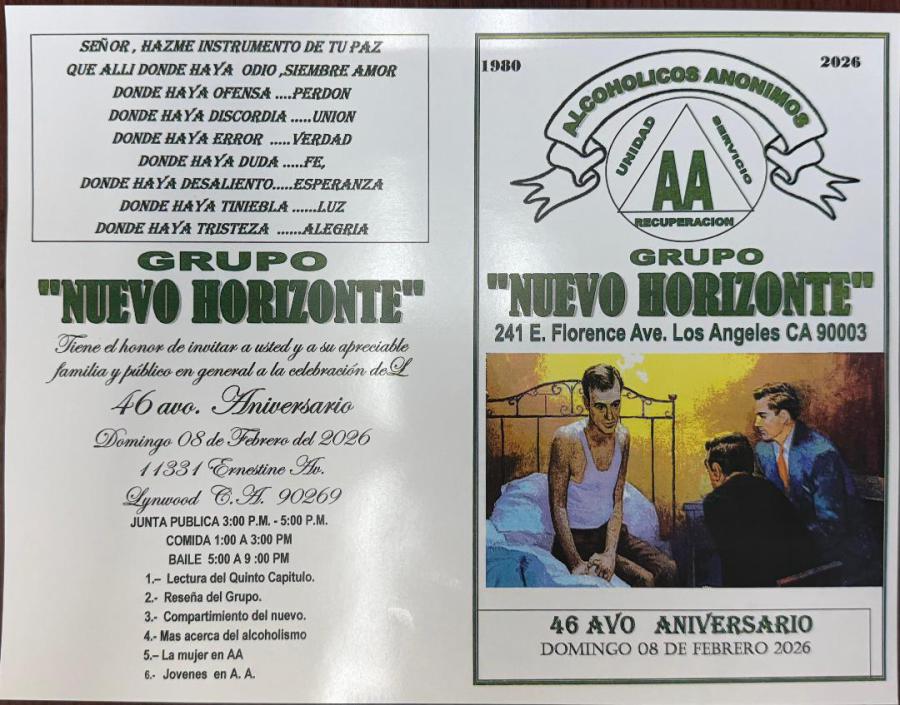 SEÑOR , HAZME INSTRUMENTO DE TU PAZ
QUE ALLI DONDE HAYA ODIO ,SIEMBRE AMOR
DONDE HAYA OFENSA ....PERDON
DONDE HAYA DISCORDIA .....UNION
DONDE HAYA ERROR .....VERDAD
DONDE HAYA DUDA .....FE,
DONDE HAYA DESALIENTO.....ESPERANZA
DONDE HAYA TINIEBLA ......LUZ
DONDE HAYA TRISTEZA ......ALEGRIA
GRUPO
"NUEVO HORIZONTE"
Tiene el honor de invitar a usted y a su apreciable
familia y público en general a la celebración deL
46 avo. Aniversario
Domingo 08 de Febrero del 2026
11331 Ernestine Av.
Lynwood C.A. 90269
JUNTA PUBLICA 3:00 P.M. - 5:00 P.M.
COMIDA 1:00 A 3:00 PM
BAILE 5:00 A 9 :00 PM
1.– Lectura del Quinto Capitulo.
2.- Reseña del Grupo.
3.- Compartimiento del nuevo.
4.- Mas acerca del alcoholismo
5.– La mujer en AA
6.- Jovenes en A. A.
1980
2026
ALCOHOLICOS ANONIMOS
UNIDAD
SERVICIO
AA
RECUPERACION
GRUPO
"NUEVO HORIZONTE"
241 E. Florence Ave. Los Angeles CA 90003
46 AVO ANIVERSARIO
DOMINGO 08 DE FEBRERO 2026